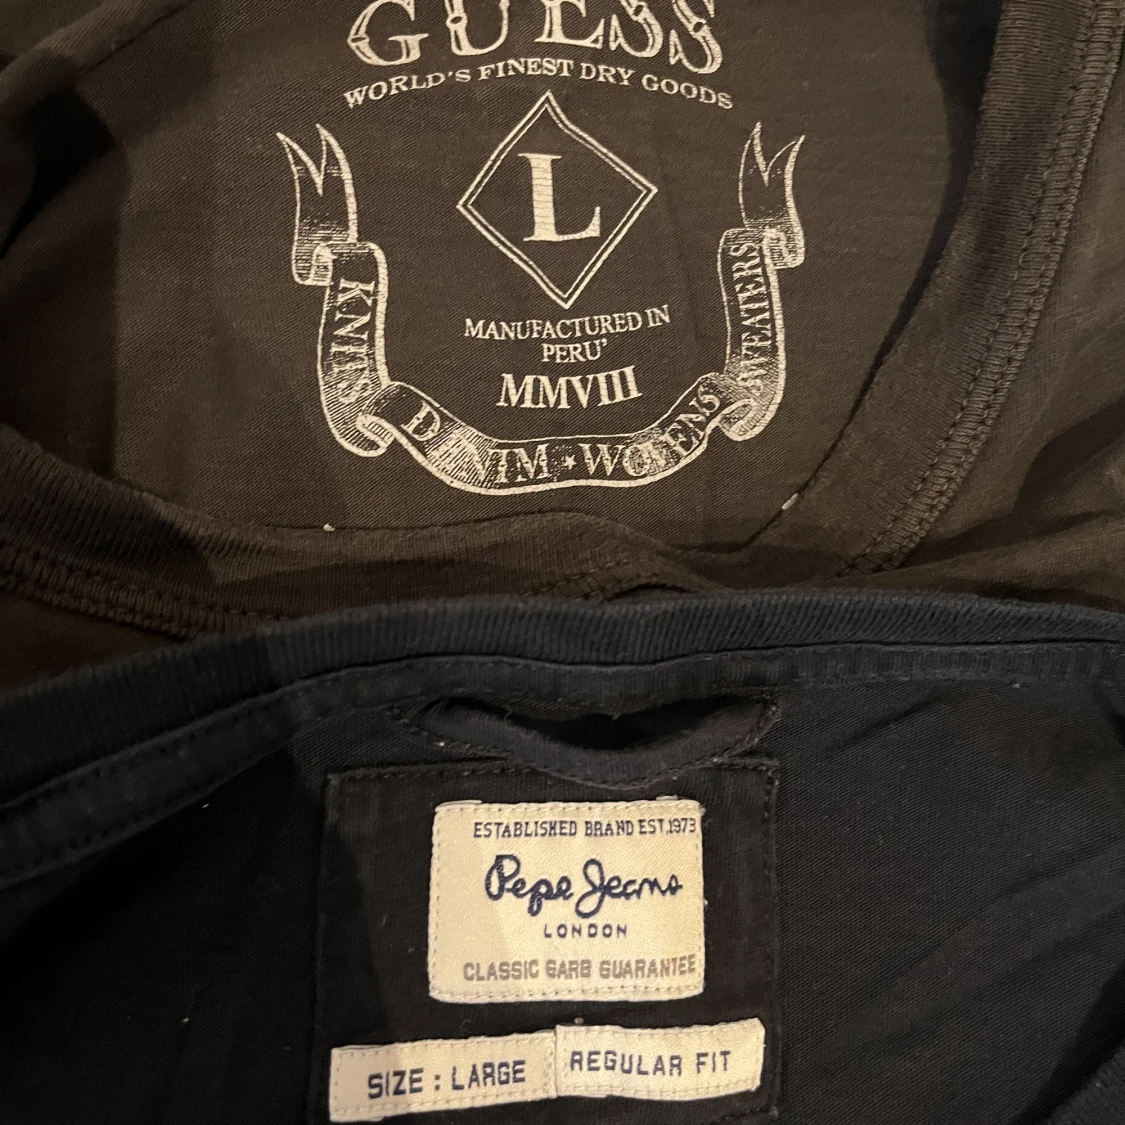 GUESS
WORLD'S FINEST DRY GOODS
L
MANUFACTURED IN
PERU'
MMVIII
KNITS DENIM * WOVENS SWEATERS
ESTABLISHED BRAND EST.1973
Pepe Jeans
LONDON
CLASSIC GARB GUARANTEE
SIZE : LARGE
REGULAR FIT